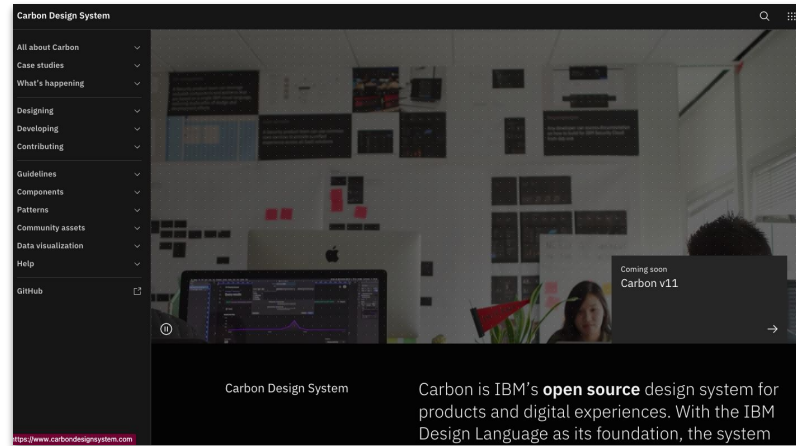 Carbon Design System
All about Carbon
Case studies
What's happening
Designing
Developing
Contributing
Guidelines
Components
Patterns
Community assets
Data visualization
Help
GitHub
Coming soon
Carbon v11
Carbon Design System
Carbon is IBM's open source design system for
products and digital experiences. With the IBM
Design Language as its foundation, the system
https://www.carbondesignsystem.com